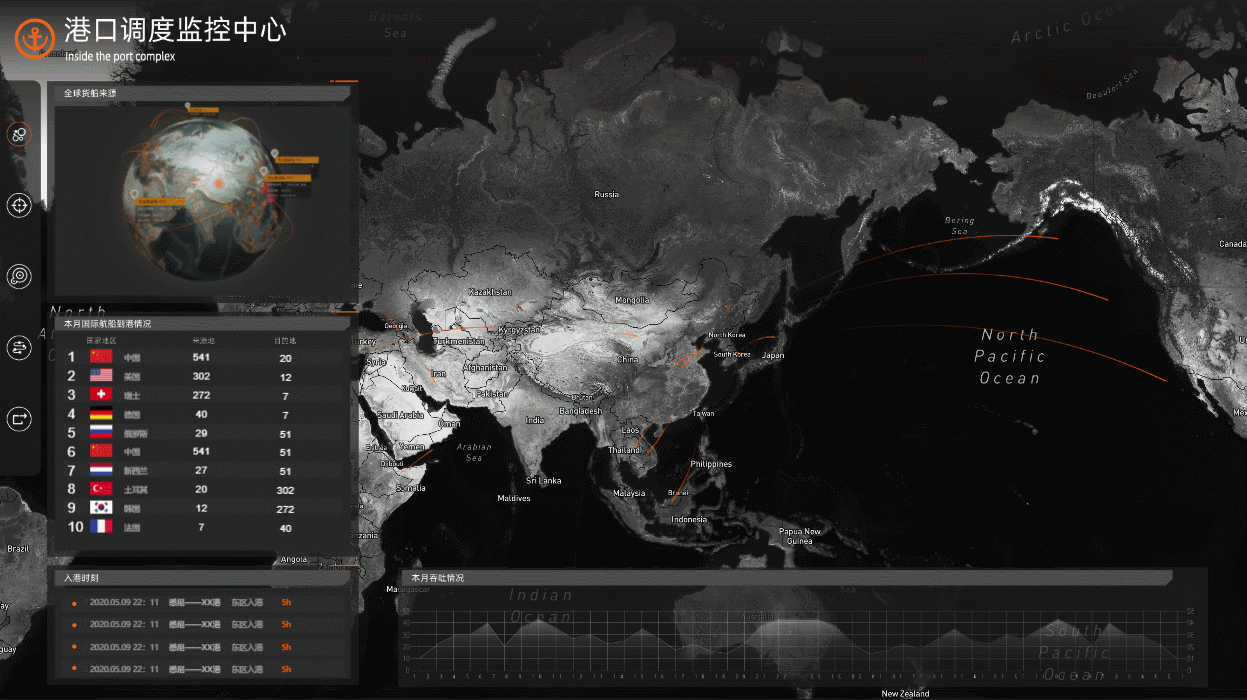 港口调度监控中心
Inside the port complex
全球货船来源
本月国际航船到港情况
国家地区 来源地 目的地
1 中国 541 20
2 美国 302 12
3 瑞士 272 7
4 德国 40 7
5 俄罗斯 29 51
6 中国 541 51
7 新西兰 27 51
8 土耳其 20 302
9 韩国 12 272
10 法国 7 40
入港时刻
2020.05.09 22：11 悉尼——XX港 东区入港 5h
2020.05.09 22：11 悉尼——XX港 东区入港 5h
2020.05.09 22：11 悉尼——XX港 东区入港 5h
2020.05.09 22：11 悉尼——XX港 东区入港 5h
本月吞吐情况
Barents
Sea
Arctic
Beaufort Sea
Russia
Bering
Sea
Canada
Kazakhstan
Mongolia
Georgia
Kyrgyzstan
Turkmenistan
North Korea
South Korea
Japan
China
Syria
Iran
Afghanistan
Kuwait
Pakistan
Bhutan
Bangladesh
Saudi Arabia
Oman
India
Taiwan
Laos
Eritrea
Yemen
Arabian
Sea
Thailand
Djibouti
Philippines
Somalia
Sri Lanka
Maldives
Malaysia
Brunei
Indonesia
Papua New
Guinea
North
Pacific
Ocean
North
Brazil
Angola
Madagascar
Indian
Ocean
Sea
Australia
South
Pacific
Ocean
New Zealand